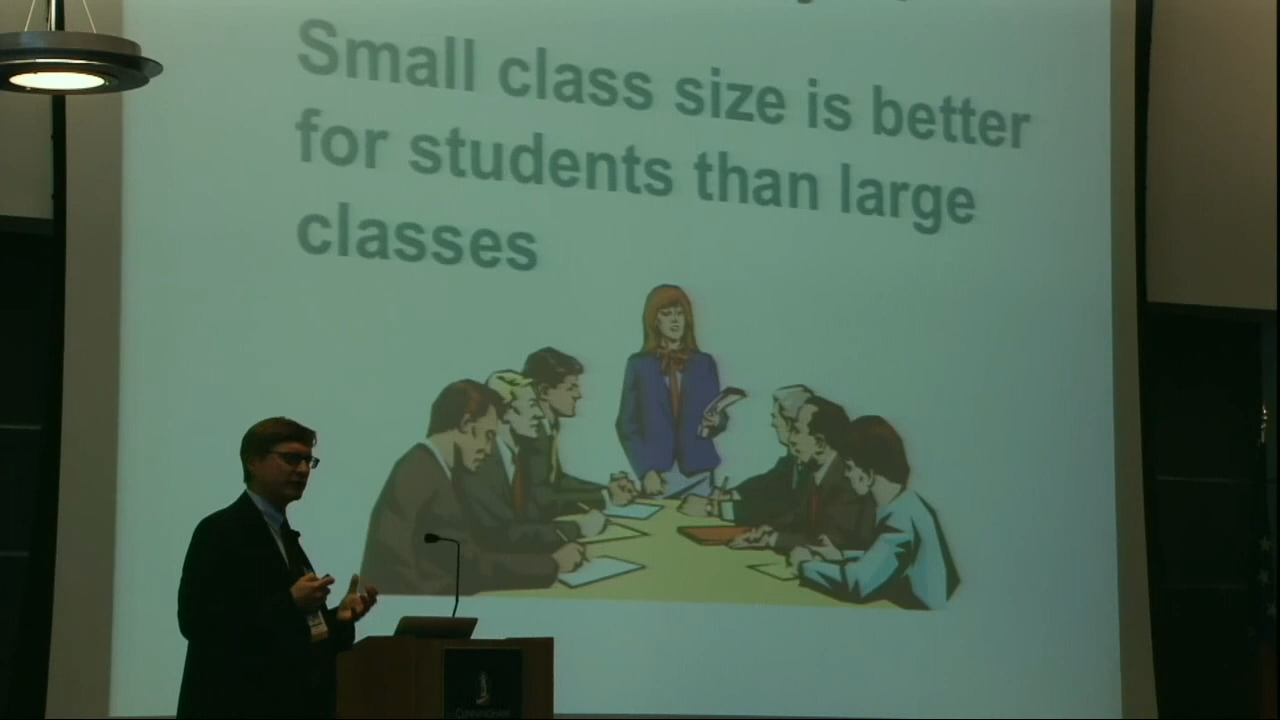 Small class size is better
for students than large
classes